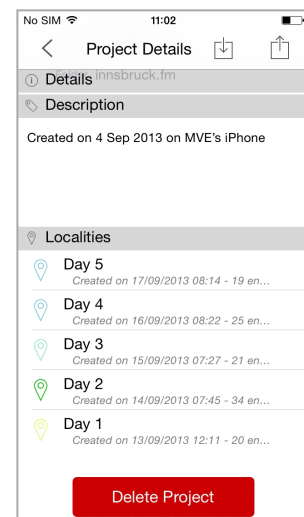 No SIM 11:02
Project Details
innsbruck.fm
Details
Description
Created on 4 Sep 2013 on MVE's iPhone
Localities
Day 5
Created on 17/09/2013 08:14 - 19 en...
Day 4
Created on 16/09/2013 08:22 - 25 en...
Day 3
Created on 15/09/2013 07:27 - 21 en...
Day 2
Created on 14/09/2013 07:45 - 34 en...
Day 1
Created on 13/09/2013 12:11 - 20 en...
Delete Project